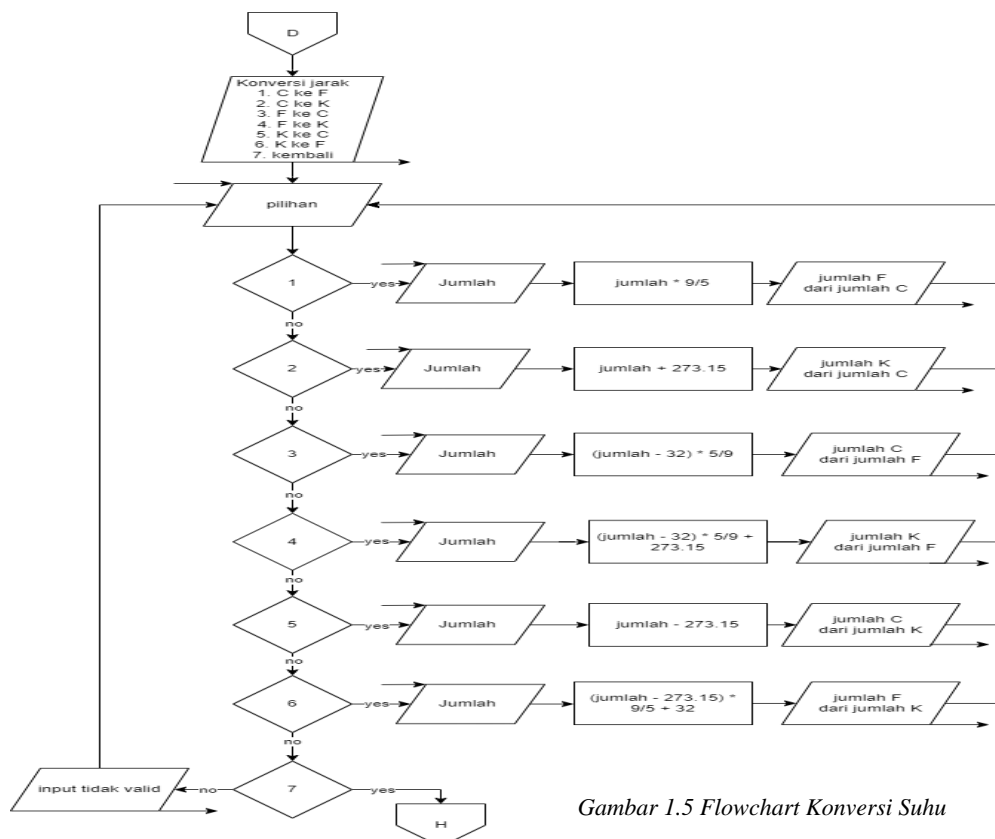 D
Konversi jarak
1. C ke F
2. C ke K
3. F ke C
4. F ke K
5. K ke C
6. K ke F
7. kembali
pilihan
1
yes
Jumlah
jumlah * 9/5
jumlah F
dari jumlah C
no
2
yes
Jumlah
jumlah + 273.15
jumlah K
dari jumlah C
no
3
yes
Jumlah
(jumlah - 32) * 5/9
jumlah C
dari jumlah F
no
4
yes
Jumlah
(jumlah - 32) * 5/9 +
273.15
jumlah K
dari jumlah F
no
5
yes
Jumlah
jumlah - 273.15
jumlah C
dari jumlah K
no
6
yes
Jumlah
(jumlah - 273.15) *
9/5 + 32
jumlah F
dari jumlah K
no
7
no
input tidak valid
yes
H
Gambar 1.5 Flowchart Konversi Suhu